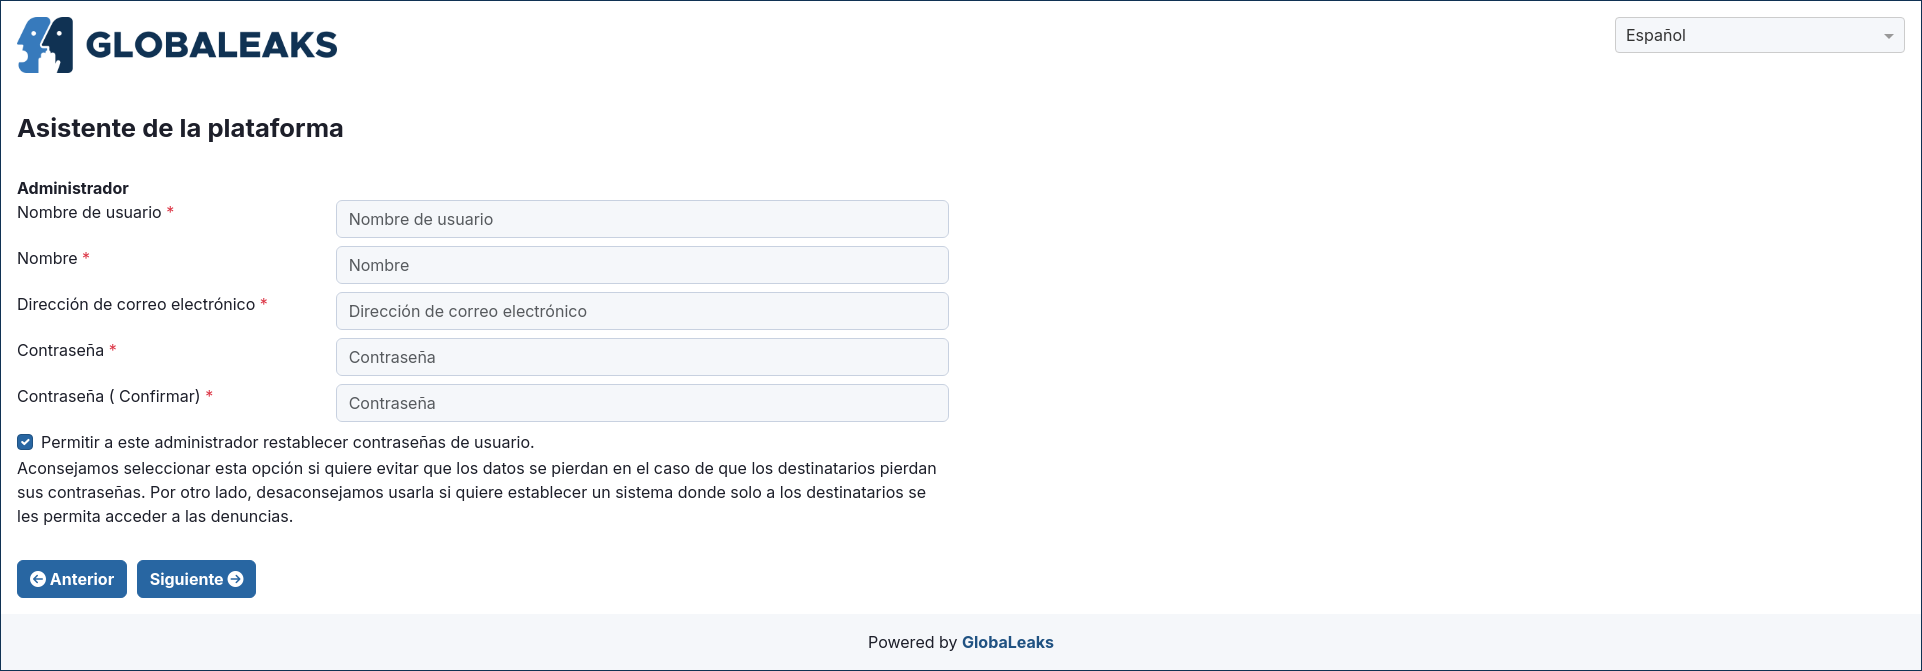 GLOBALEAKS
Español
Asistente de la plataforma
Administrador
Nombre de usuario *
Nombre de usuario
Nombre *
Nombre
Dirección de correo electrónico *
Dirección de correo electrónico
Contraseña *
Contraseña
Contraseña ( Confirmar) *
Contraseña
Permitir a este administrador restablecer contraseñas de usuario.
Aconsejamos seleccionar esta opción si quiere evitar que los datos se pierdan en el caso de que los destinatarios pierdan
sus contraseñas. Por otro lado, desaconsejamos usarla si quiere establecer un sistema donde solo a los destinatarios se
les permita acceder a las denuncias.
Anterior
Siguiente
Powered by GlobaLeaks